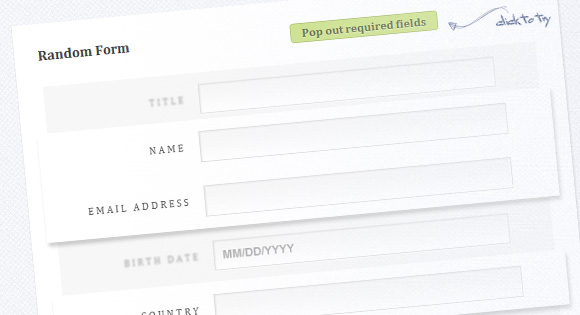 Pop out required fields
click to try
Random Form
TITLE
NAME
EMAIL ADDRESS
BIRTH DATE
MM/DD/YYYY
COUNTRY